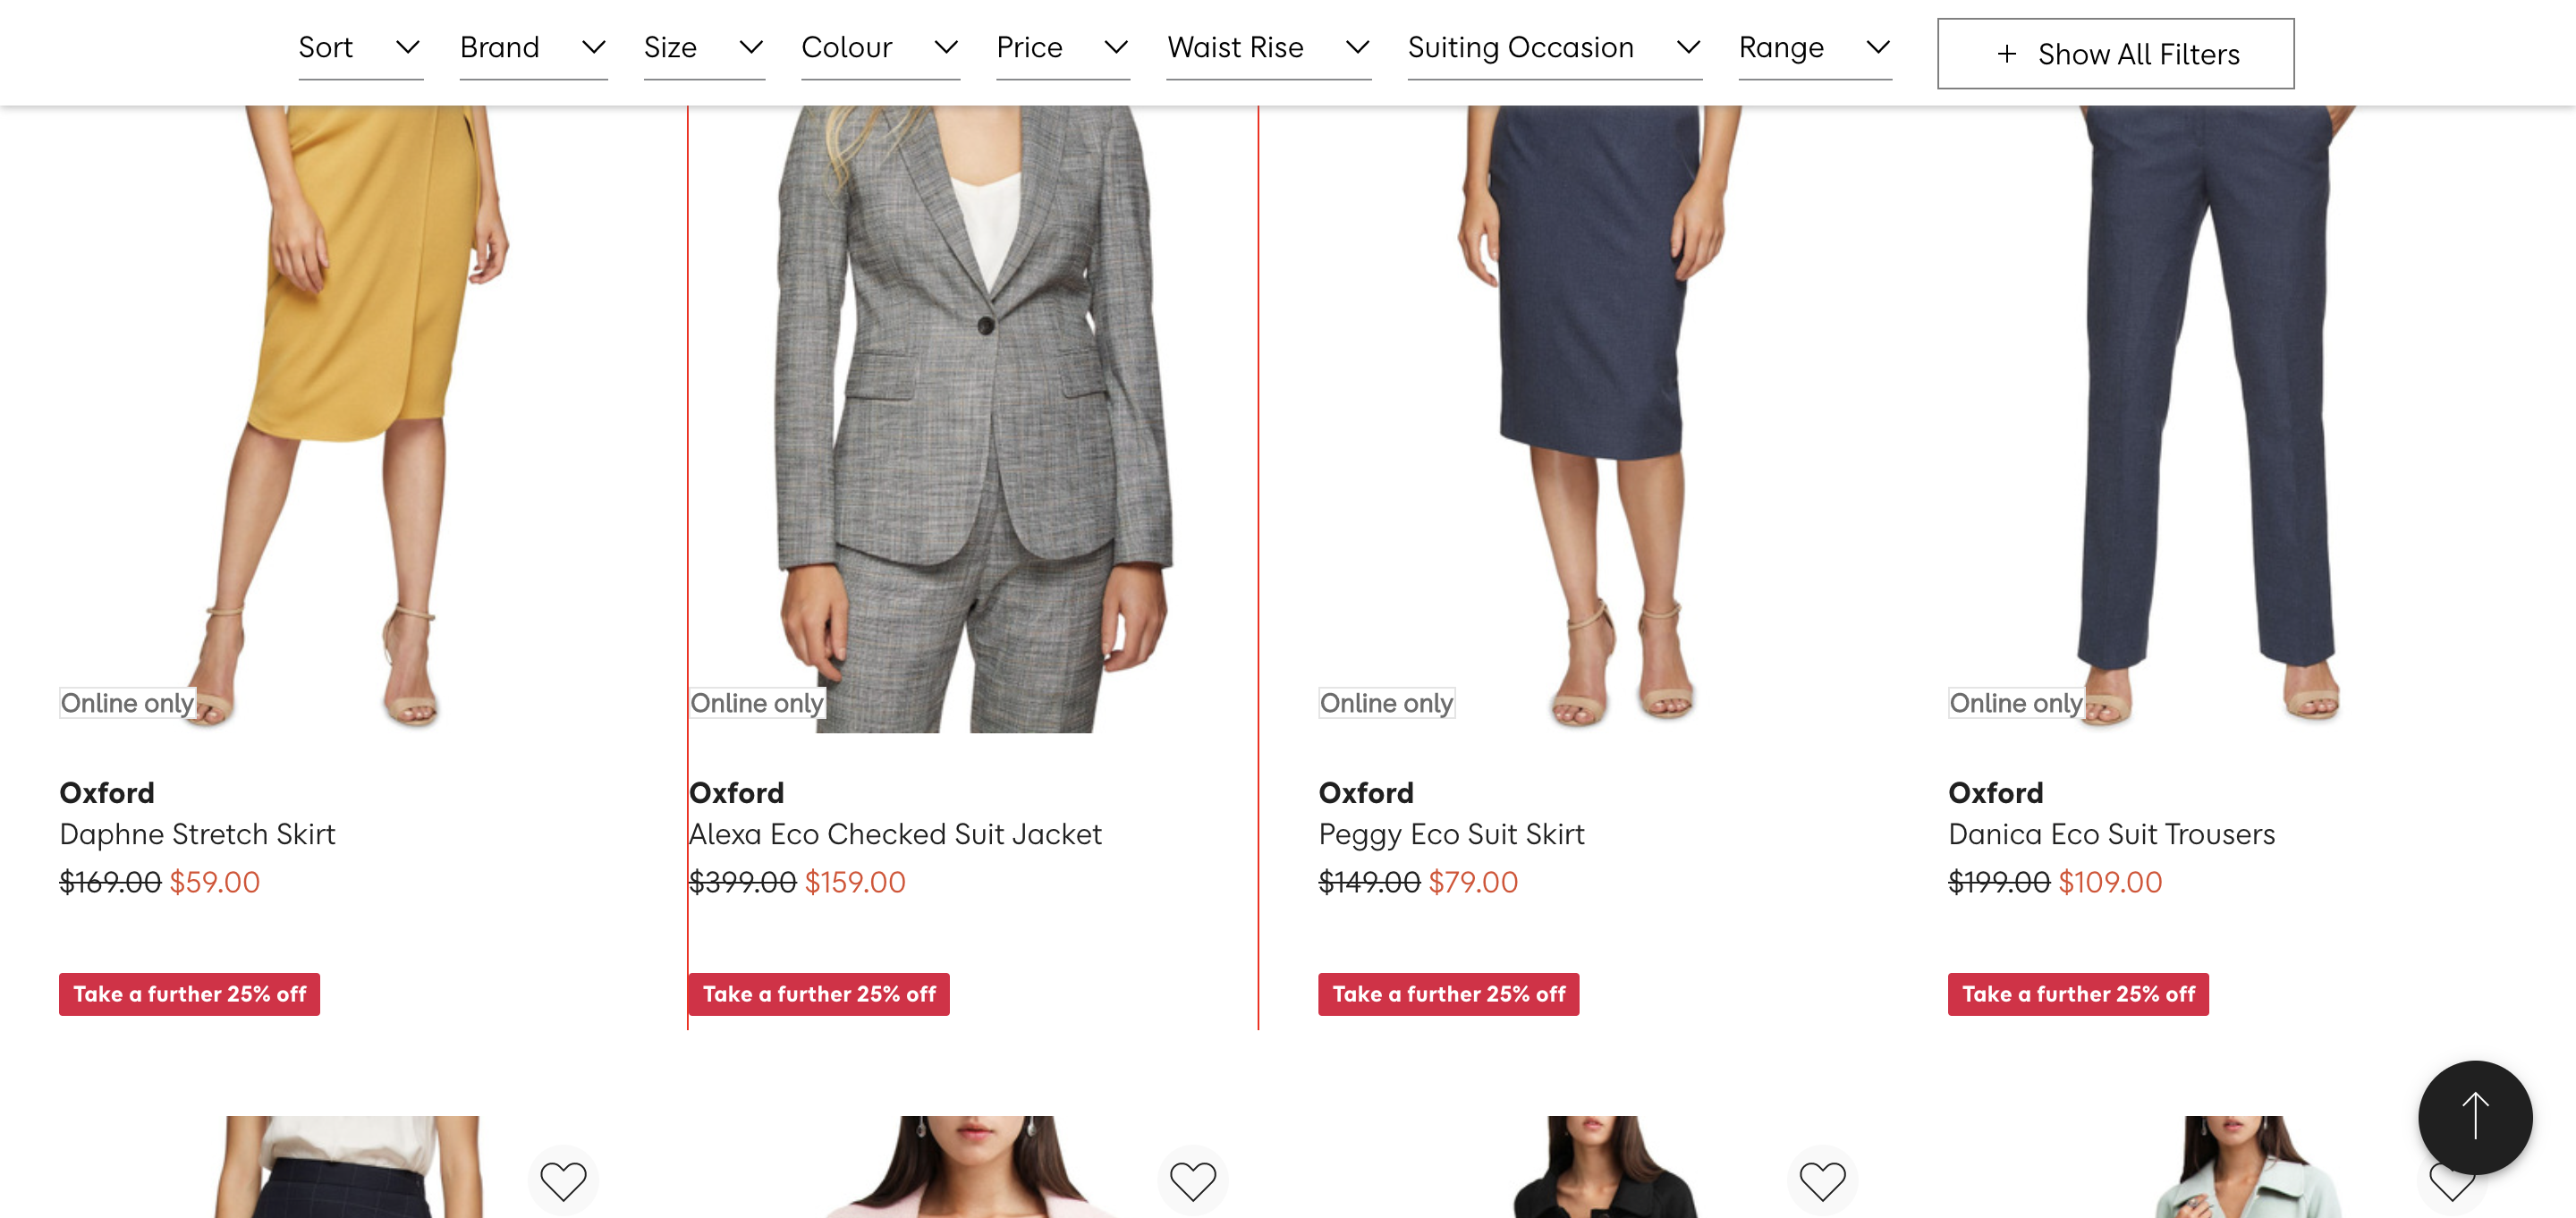 Sort
Brand
Size
Colour
Price
Waist Rise
Suiting Occasion
Range
+ Show All Filters
Online only
Online only
Online only
Online only
Oxford
Daphne Stretch Skirt
$169.00 $59.00
Take a further 25% off
Oxford
Alexa Eco Checked Suit Jacket
$399.00 $159.00
Take a further 25% off
Oxford
Peggy Eco Suit Skirt
$149.00 $79.00
Take a further 25% off
Oxford
Danica Eco Suit Trousers
$199.00 $109.00
Take a further 25% off